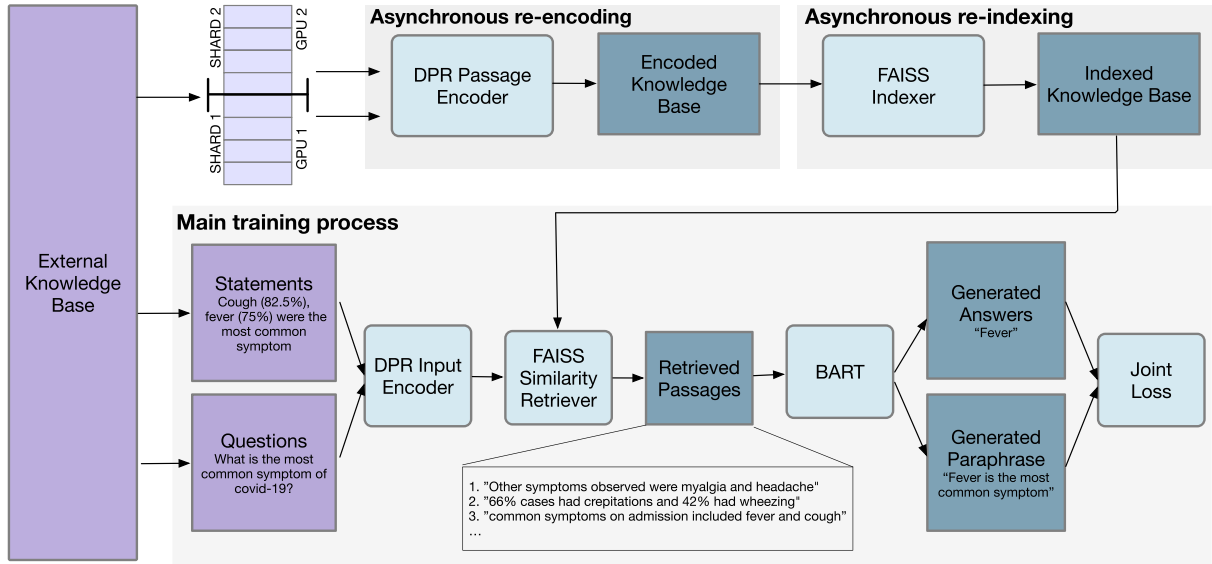 Asynchronous re-encoding
Asynchronous re-indexing
SHARD 2
GPU 2
SHARD 1
GPU 1
DPR Passage
Encoder
Encoded
Knowledge
Base
FAISS
Indexer
Indexed
Knowledge Base
External
Knowledge
Base
Main training process
Statements
Cough (82.5%),
fever (75%) were the
most common
symptom
Questions
What is the most
common symptom of
covid-19?
DPR Input
Encoder
FAISS
Similarity
Retriever
Retrieved
Passages
BART
Generated
Answers
“Fever”
Generated
Paraphrase
“Fever is the most
common symptom”
Joint
Loss
1. ”Other symptoms observed were myalgia and headache"
2. "66% cases had crepitations and 42% had wheezing"
3. ”common symptoms on admission included fever and cough”
...